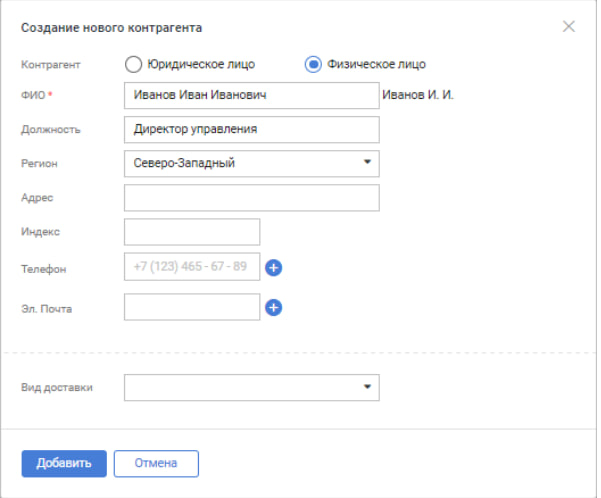 Создание нового контрагента
Контрагент Юридическое лицо Физическое лицо
ФИО * Иванов Иван Иванович Иванов И. И.
Должность Директор управления
Регион Северо-Западный
Адрес
Индекс
Телефон +7 (123) 465 - 67 - 89
Эл. Почта
Вид доставки
Добавить Отмена